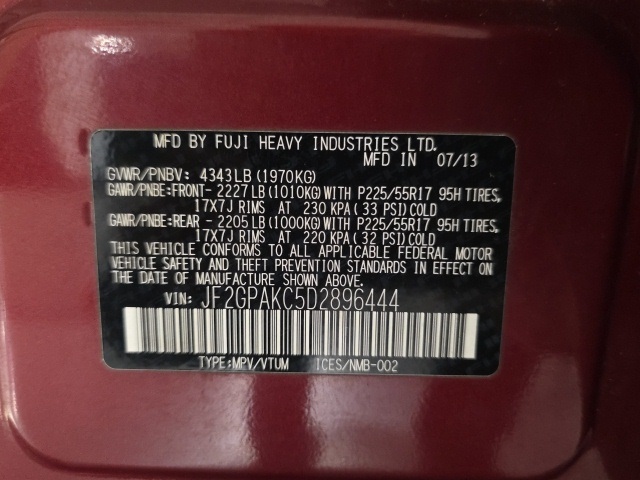 MFD BY FUJI HEAVY INDUSTRIES LTD.
MFD IN 07/13
GVWR/PNBV: 4343LB (1970KG)
GAWR/PNBE:FRONT- 2227LB(1010KG)WITH P225/55R17 95H TIRES,
17X7J RIMS AT 230 KPA( 33 PSI)COLD
GAWR/PNBE:REAR - 2205LB(1000KG)WITH P225/55R17 95H TIRES,
17X7J RIMS AT 220 KPA( 32 PSI)COLD
THIS VEHICLE CONFORMS TO ALL APPLICABLE FEDERAL MOTOR
VEHICLE SAFETY AND THEFT PREVENTION STANDARDS IN EFFECT ON
THE DATE OF MANUFACTURE SHOWN ABOVE.
VIN: JF2GPAKC5D2896444
TYPE:MPV/VTUM ICES/NMB-002